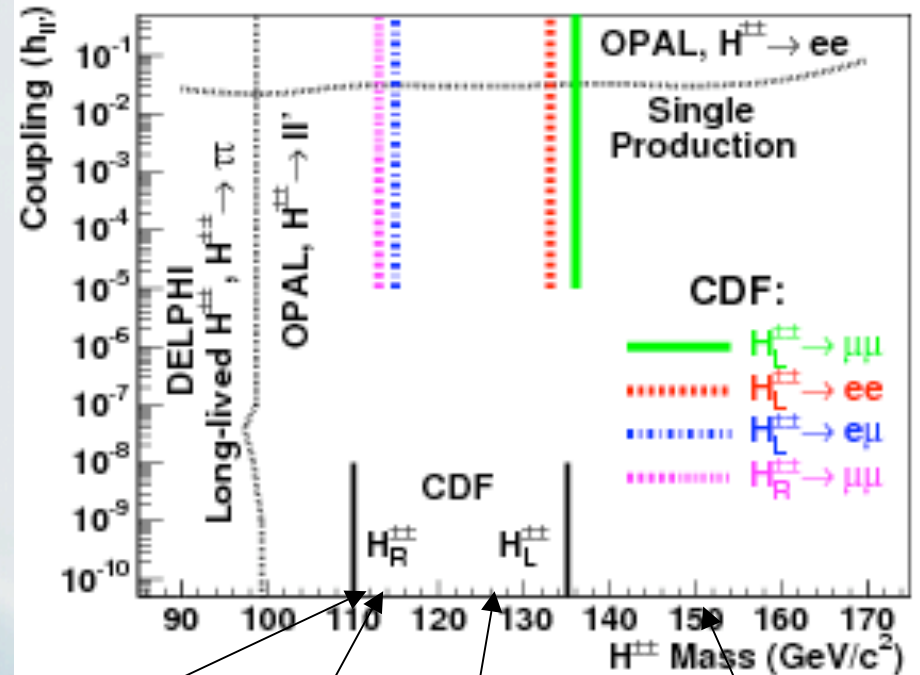 Coupling (h_ll')
10^-1
10^-2
10^-3
10^-4
10^-5
10^-6
10^-7
10^-8
10^-9
10^-10
DELPHI
Long-lived H^±±, H^±± → ττ
OPAL, H^±± → ll'
OPAL, H^±± → ee
Single
Production
CDF:
H_L^±± → μμ
H_L^±± → ee
H_L^±± → eμ
H_R^±± → μμ
CDF
H_R^±± H_L^±±
90 100 110 120 130 140 150 160 170
H^±± Mass (GeV/c^2)